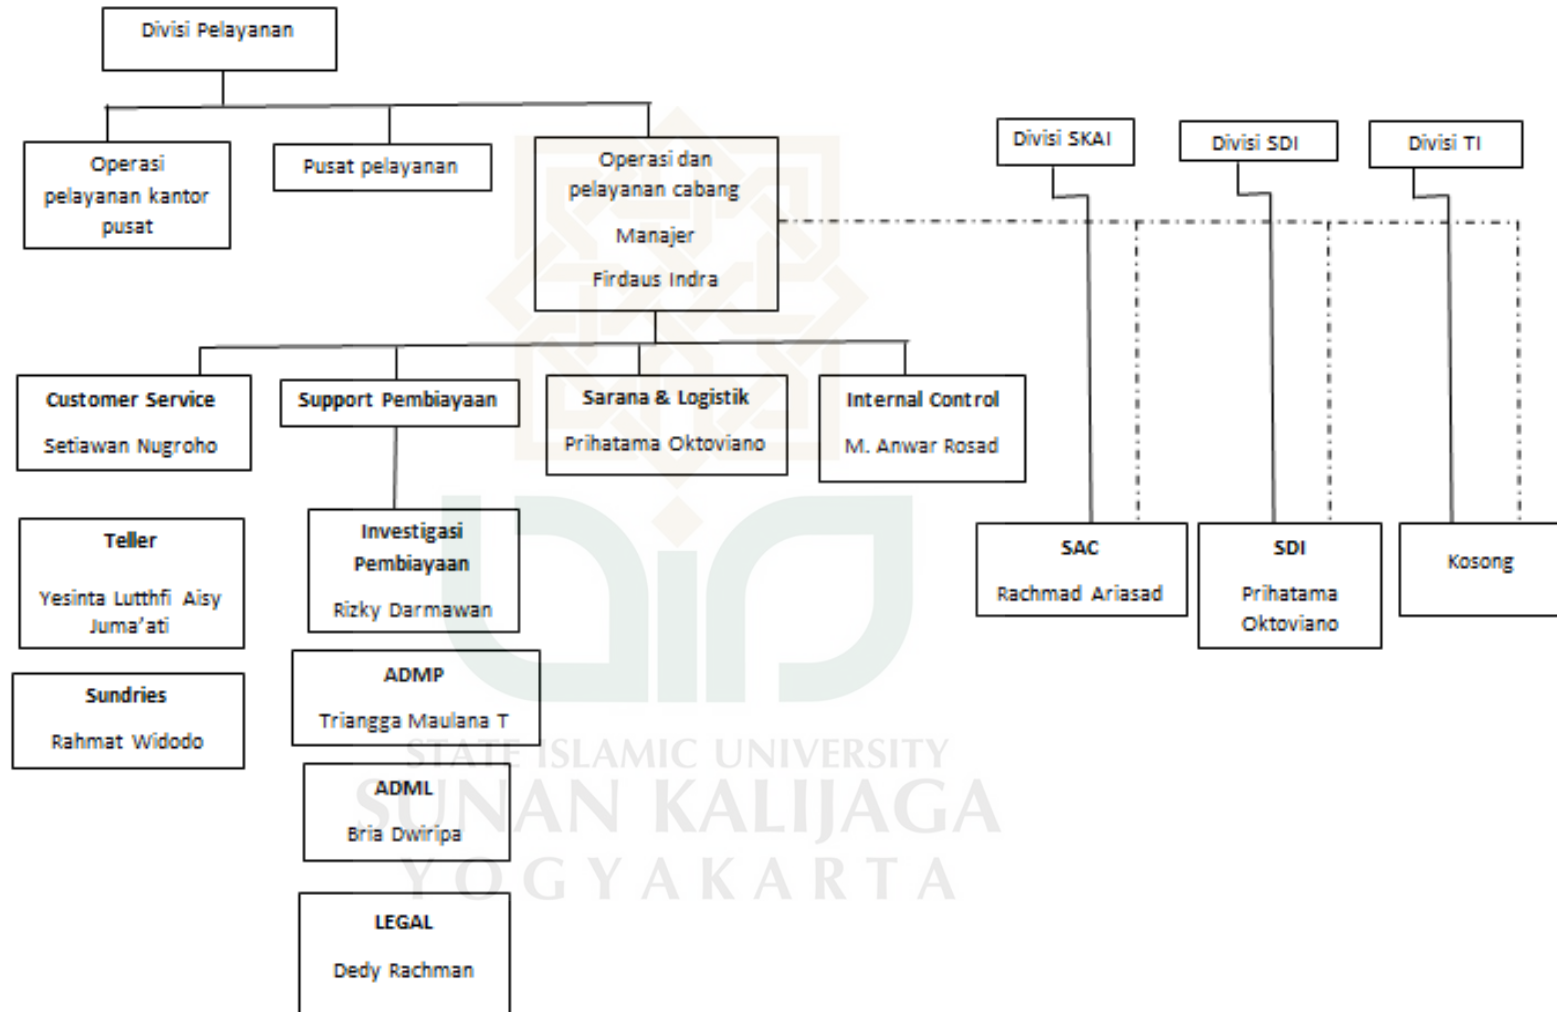 Divisi Pelayanan
Operasi
pelayanan kantor
pusat
Pusat pelayanan
Operasi dan
pelayanan cabang
Manajer
Firdaus Indra
Divisi SKAI
Divisi SDI
Divisi TI
Customer Service
Setiawan Nugroho
Support Pembiayaan
Sarana & Logistik
Prihatama Oktoviano
Internal Control
M. Anwar Rosad
Teller
Yesinta Lutthfi Aisy
Juma'ati
Investigasi
Pembiayaan
Rizky Darmawan
SAC
Rachmad Ariasad
SDI
Prihatama
Oktoviano
Kosong
Sundries
Rahmat Widodo
ADMP
Triangga Maulana T
ADML
Bria Dwiripa
LEGAL
Dedy Rachman
STATE ISLAMIC UNIVERSITY
SUNAN KALIJAGA
YOGYAKARTA